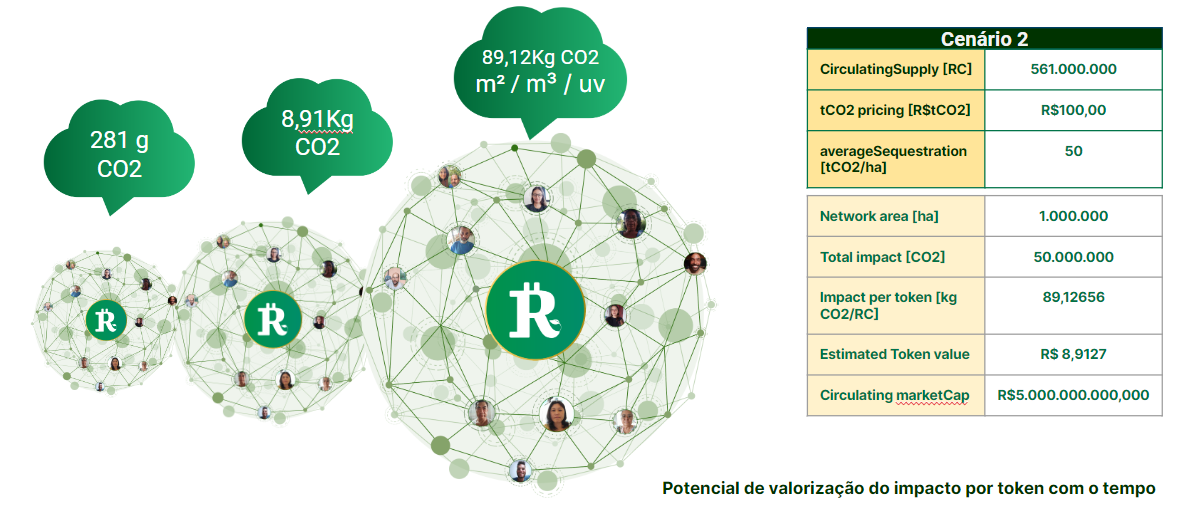 281 g
CO2
8,91Kg
CO2
89,12Kg CO2
m² / m³ / uv
Cenário 2
CirculatingSupply [RC] 561.000.000
tCO2 pricing [R$tCO2] R$100,00
averageSequestration
[tCO2/ha] 50
Network area [ha] 1.000.000
Total impact [CO2] 50.000.000
Impact per token [kg
CO2/RC] 89,12656
Estimated Token value R$ 8,9127
Circulating marketCap R$5.000.000.000,000
Potencial de valorização do impacto por token com o tempo